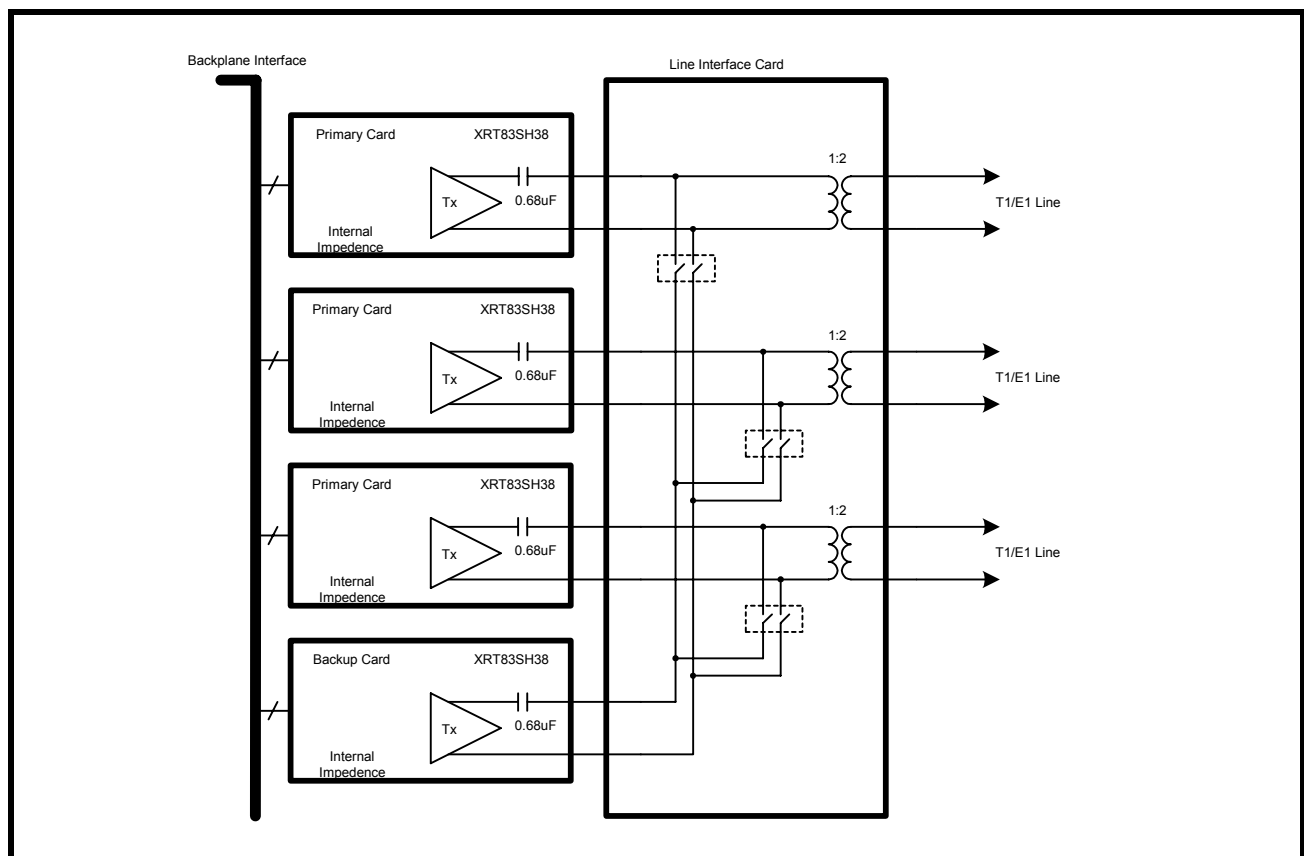 Backplane Interface
Line Interface Card
Primary Card XRT83SH38
Tx
0.68uF
Internal
Impedence
1:2
T1/E1 Line
Primary Card XRT83SH38
Tx
0.68uF
Internal
Impedence
1:2
T1/E1 Line
Primary Card XRT83SH38
Tx
0.68uF
Internal
Impedence
1:2
T1/E1 Line
Backup Card XRT83SH38
Tx
0.68uF
Internal
Impedence